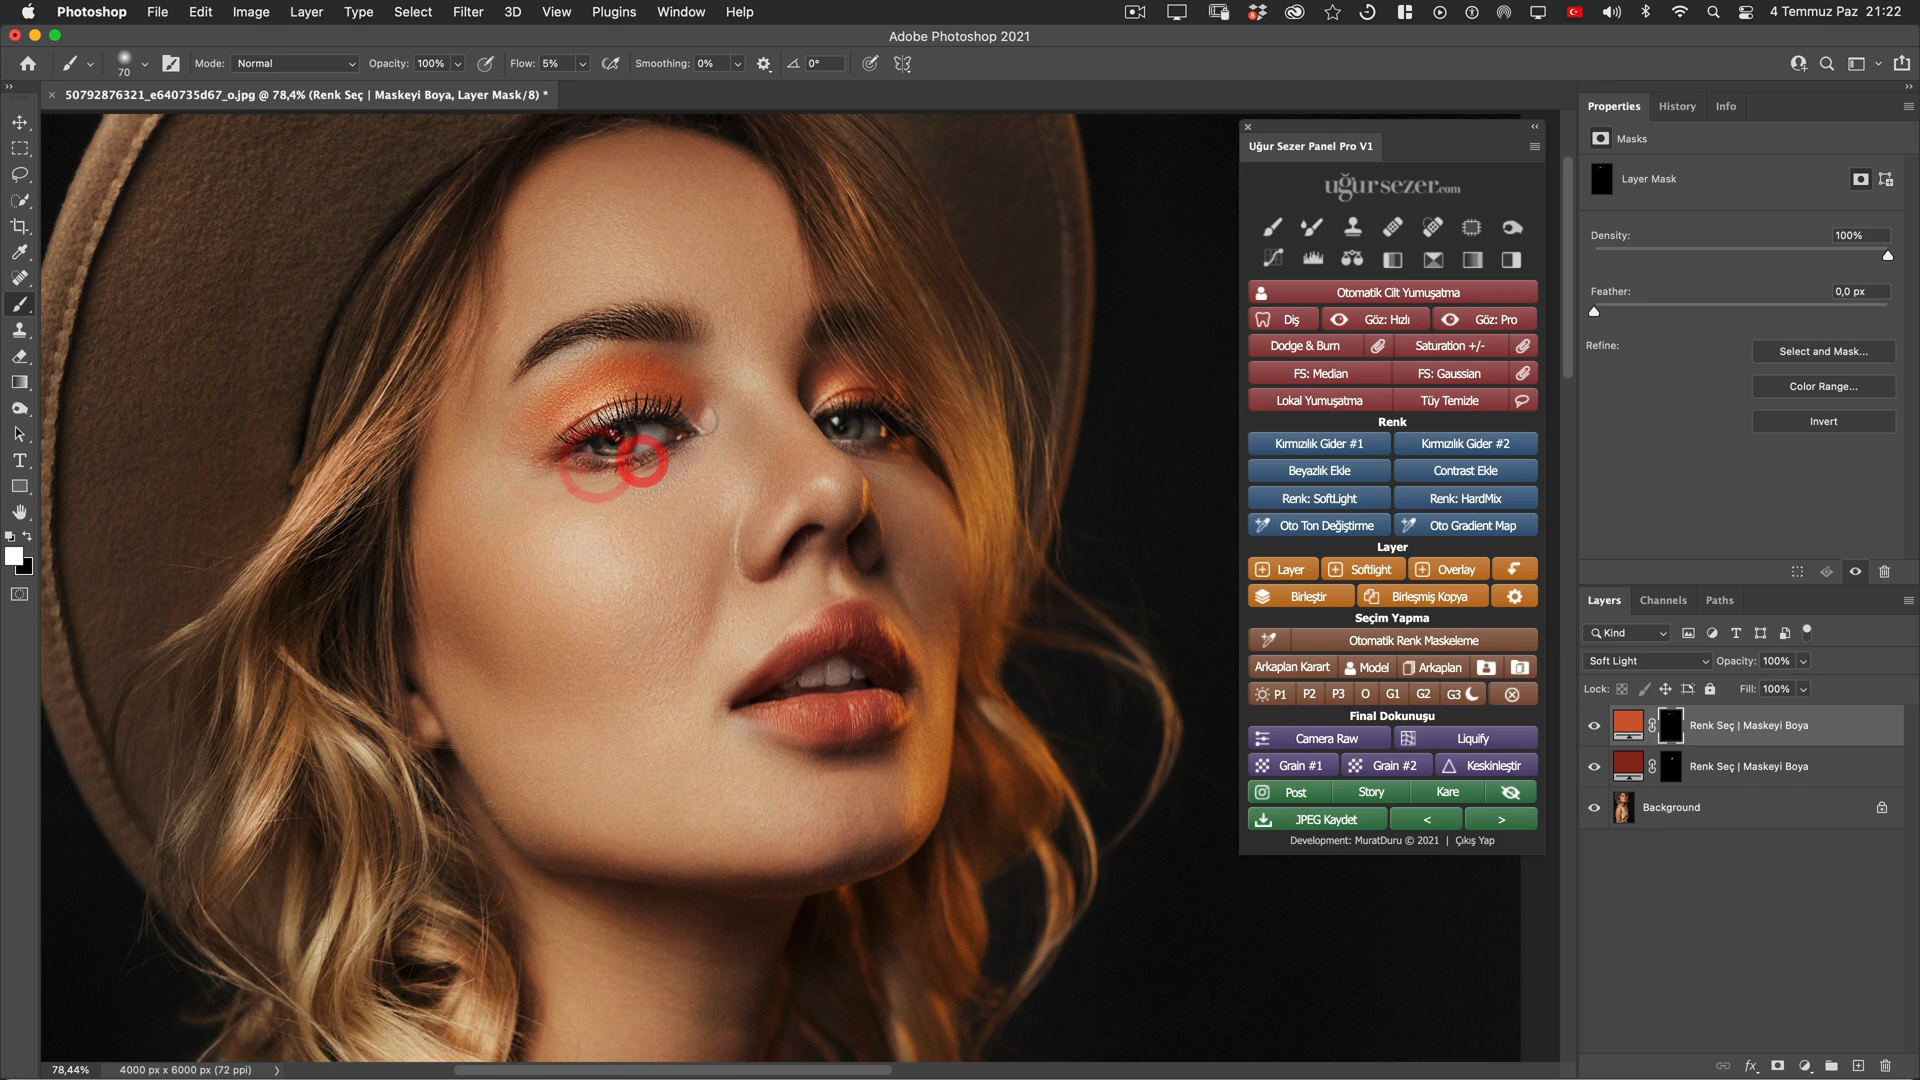 Photoshop File Edit Image Layer Type Select Filter 3D View Plugins Window Help 4 Temmuz Paz 21:22
Adobe Photoshop 2021
70 Mode: Normal Opacity: 100% Flow: 5% Smoothing: 0% 0°
50792876321_e640735d67_o.jpg @ 78,4% (Renk Seç | Maskeyi Boya, Layer Mask/8) *
Uğur Sezer Panel Pro V1
uğursezer.com
Otomatik Cilt Yumuşatma
Diş Göz: Hızlı Göz: Pro
Dodge & Burn Saturation +/-
FS: Median FS: Gaussian
Lokal Yumuşatma Tüy Temizle
Renk
Kırmızılık Gider #1 Kırmızılık Gider #2
Beyazlık Ekle Contrast Ekle
Renk: SoftLight Renk: HardMix
Oto Ton Değiştirme Oto Gradient Map
Layer
Layer Softlight Overlay
Birleştir Birleşmiş Kopya
Seçim Yapma
Otomatik Renk Maskeleme
Arkaplan Karart Model Arkaplan
P1 P2 P3 O G1 G2 G3
Final Dokunuşu
Camera Raw Liquify
Grain #1 Grain #2 Keskinleştir
Post Story Kare
JPEG Kaydet < >
Development: MuratDuru © 2021 | Çıkış Yap
Properties History Info
Masks
Layer Mask
Density: 100%
Feather: 0,0 px
Refine: Select and Mask...
Color Range...
Invert
Layers Channels Paths
Kind
Soft Light Opacity: 100%
Lock: Fill: 100%
Renk Seç | Maskeyi Boya
Renk Seç | Maskeyi Boya
Background
fx
78,44% 4000 px x 6000 px (72 ppi)